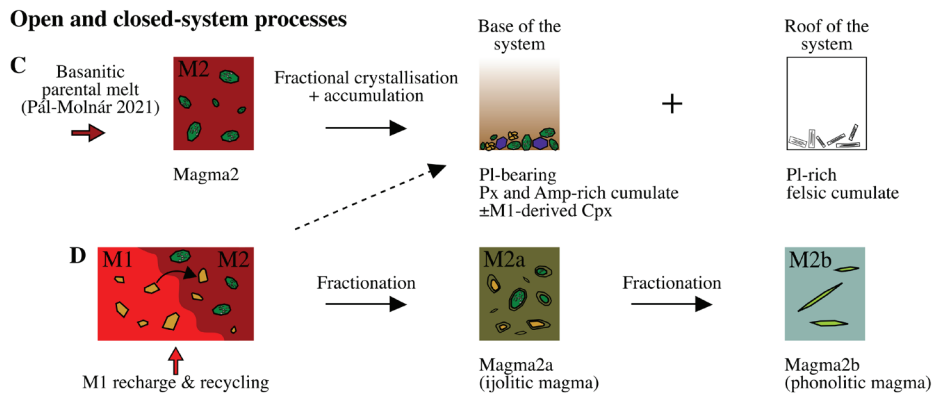 Open and closed-system processes
C
Basanitic
parental melt
(Pál-Molnár 2021)
M2
Magma2
Fractional crystallisation
+ accumulation
Base of the
system
Pl-bearing
Px and Amp-rich cumulate
±M1-derived Cpx
+
Roof of the
system
Pl-rich
felsic cumulate
D
M1
M2
M1 recharge & recycling
Fractionation
M2a
Magma2a
(ijolitic magma)
Fractionation
M2b
Magma2b
(phonolitic magma)